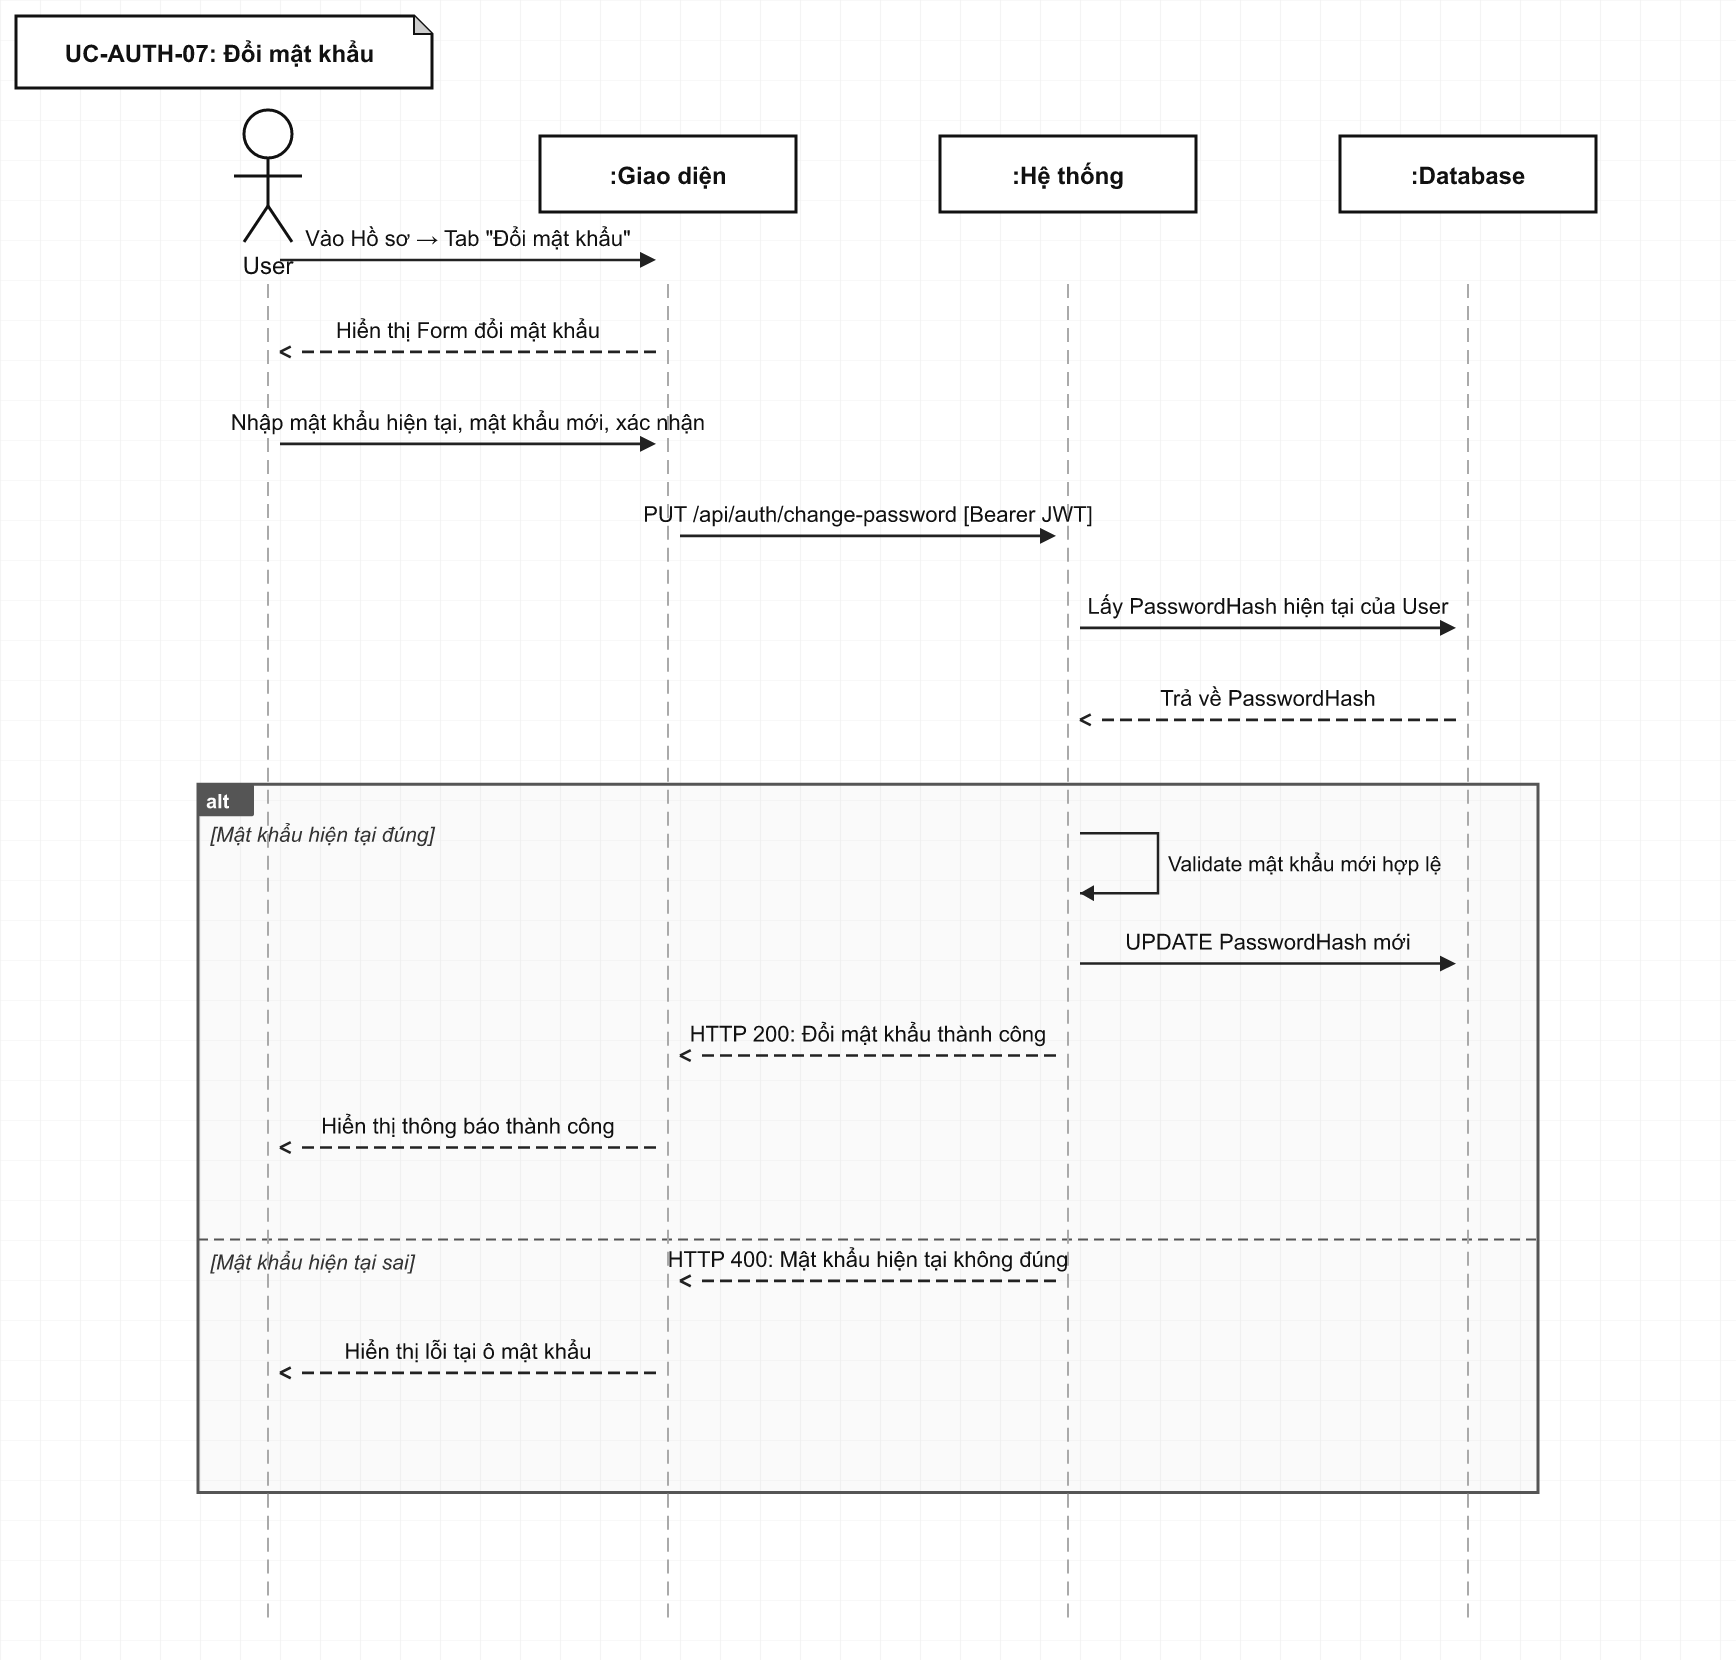 UC-AUTH-07: Đổi mật khẩu
:Giao diện
:Hệ thống
:Database
Vào Hồ sơ → Tab "Đổi mật khẩu"
User
Hiển thị Form đổi mật khẩu
Nhập mật khẩu hiện tại, mật khẩu mới, xác nhận
PUT /api/auth/change-password [Bearer JWT]
Lấy PasswordHash hiện tại của User
Trả về PasswordHash
alt
[Mật khẩu hiện tại đúng]
Validate mật khẩu mới hợp lệ
UPDATE PasswordHash mới
HTTP 200: Đổi mật khẩu thành công
Hiển thị thông báo thành công
[Mật khẩu hiện tại sai]
HTTP 400: Mật khẩu hiện tại không đúng
Hiển thị lỗi tại ô mật khẩu